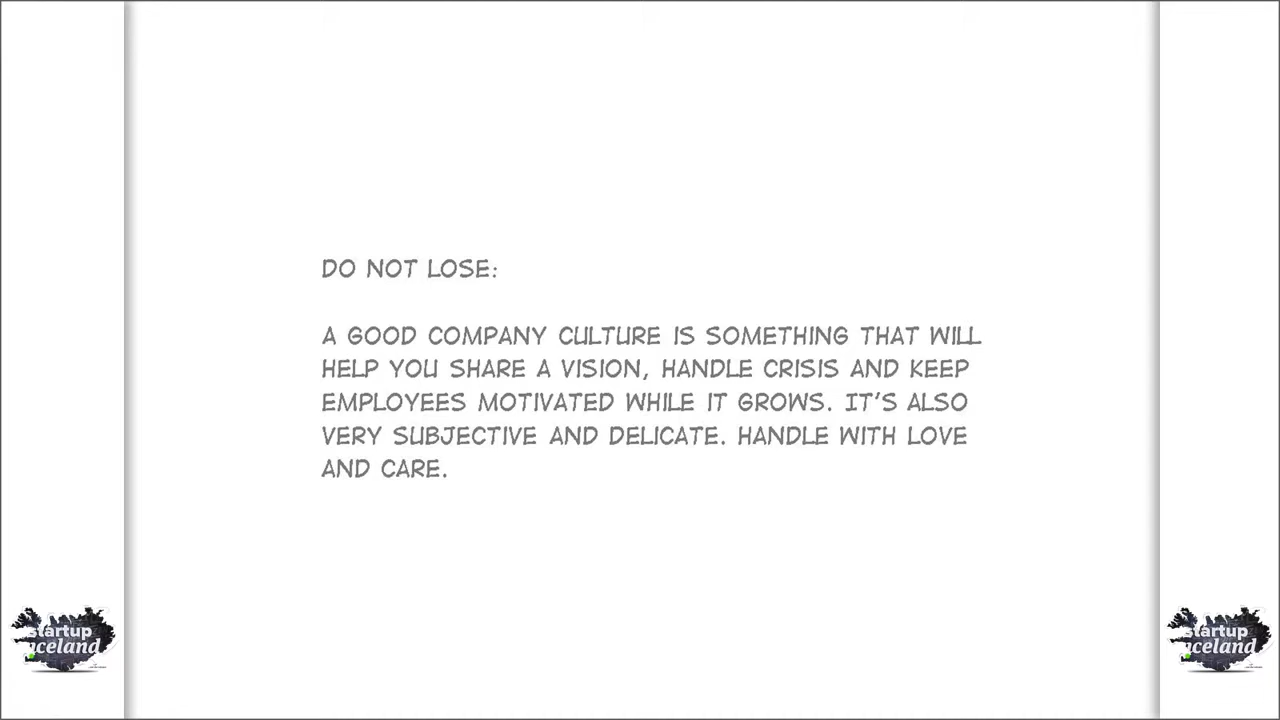 DO NOT LOSE:
A GOOD COMPANY CULTURE IS SOMETHING THAT WILL
HELP YOU SHARE A VISION, HANDLE CRISIS AND KEEP
EMPLOYEES MOTIVATED WHILE IT GROWS. IT'S ALSO
VERY SUBJECTIVE AND DELICATE. HANDLE WITH LOVE
AND CARE.
startup
iceland
startup
iceland